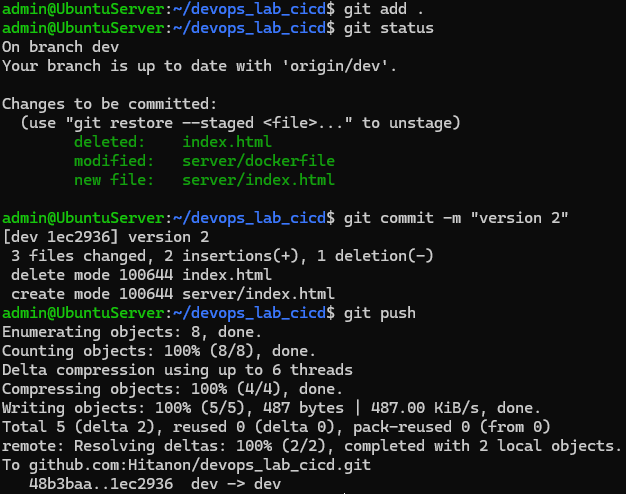 admin@UbuntuServer:~/devops_lab_cicd$ git add .
admin@UbuntuServer:~/devops_lab_cicd$ git status
On branch dev
Your branch is up to date with 'origin/dev'.
Changes to be committed:
  (use "git restore --staged <file>..." to unstage)
        deleted:    index.html
        modified:   server/dockerfile
        new file:   server/index.html
admin@UbuntuServer:~/devops_lab_cicd$ git commit -m "version 2"
[dev 1ec2936] version 2
 3 files changed, 2 insertions(+), 1 deletion(-)
 delete mode 100644 index.html
 create mode 100644 server/index.html
admin@UbuntuServer:~/devops_lab_cicd$ git push
Enumerating objects: 8, done.
Counting objects: 100% (8/8), done.
Delta compression using up to 6 threads
Compressing objects: 100% (4/4), done.
Writing objects: 100% (5/5), 487 bytes | 487.00 KiB/s, done.
Total 5 (delta 2), reused 0 (delta 0), pack-reused 0 (from 0)
remote: Resolving deltas: 100% (2/2), completed with 2 local objects.
To github.com:Hitanon/devops_lab_cicd.git
   48b3baa..1ec2936  dev -> dev